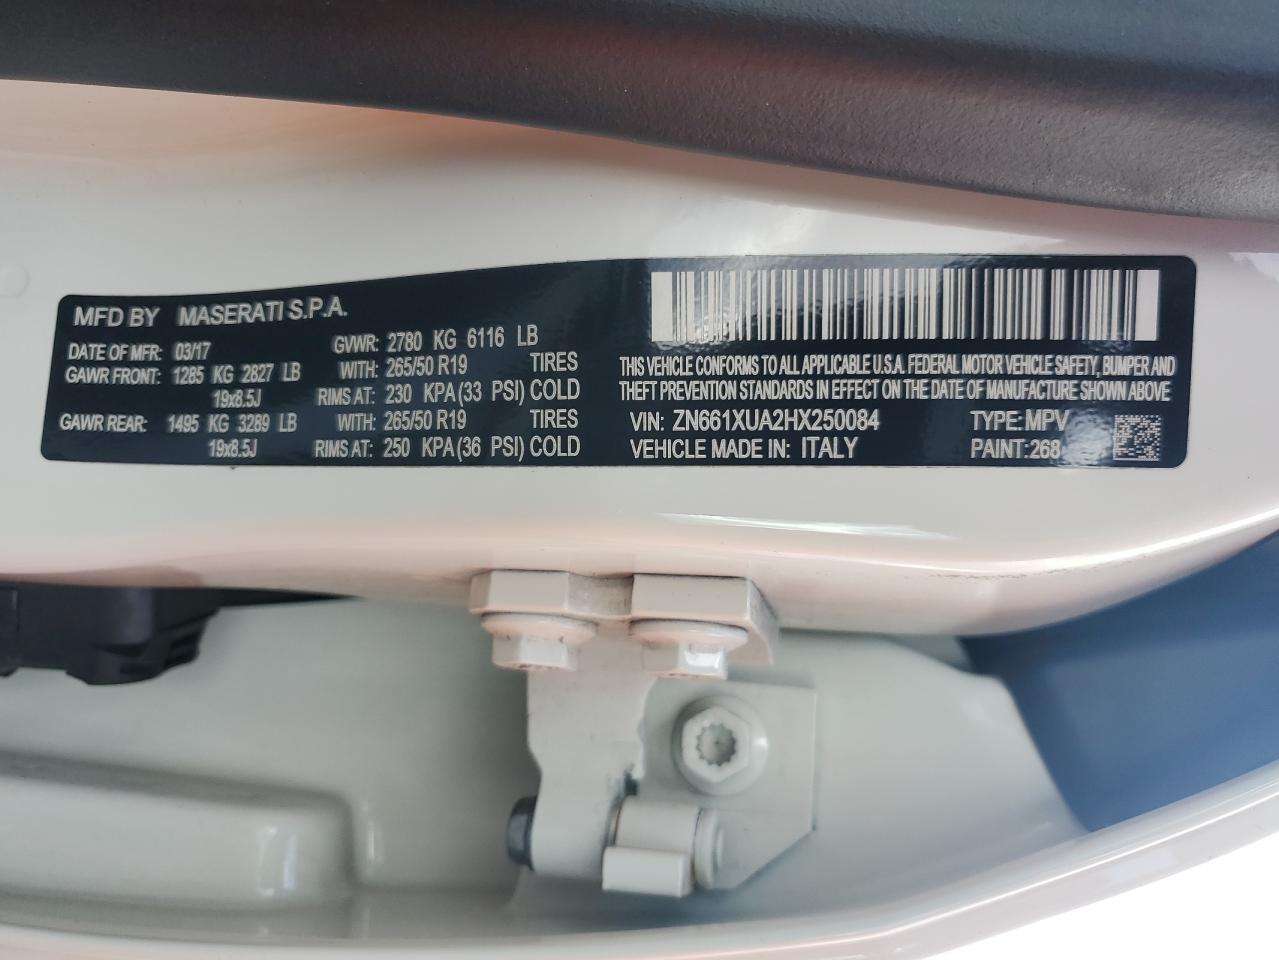 MFD BY MASERATI S.P.A.
DATE OF MFR: 03/17 GVWR: 2780 KG 6116 LB
GAWR FRONT: 1285 KG 2827 LB WITH: 265/50 R19 TIRES
19x8.5J RIMS AT: 230 KPA (33 PSI) COLD
GAWR REAR: 1495 KG 3289 LB WITH: 265/50 R19 TIRES
19x8.5J RIMS AT: 250 KPA (36 PSI) COLD
THIS VEHICLE CONFORMS TO ALL APPLICABLE U.S.A. FEDERAL MOTOR VEHICLE SAFETY, BUMPER AND
THEFT PREVENTION STANDARDS IN EFFECT ON THE DATE OF MANUFACTURE SHOWN ABOVE
VIN: ZN661XUA2HX250084 TYPE: MPV
VEHICLE MADE IN: ITALY PAINT: 268